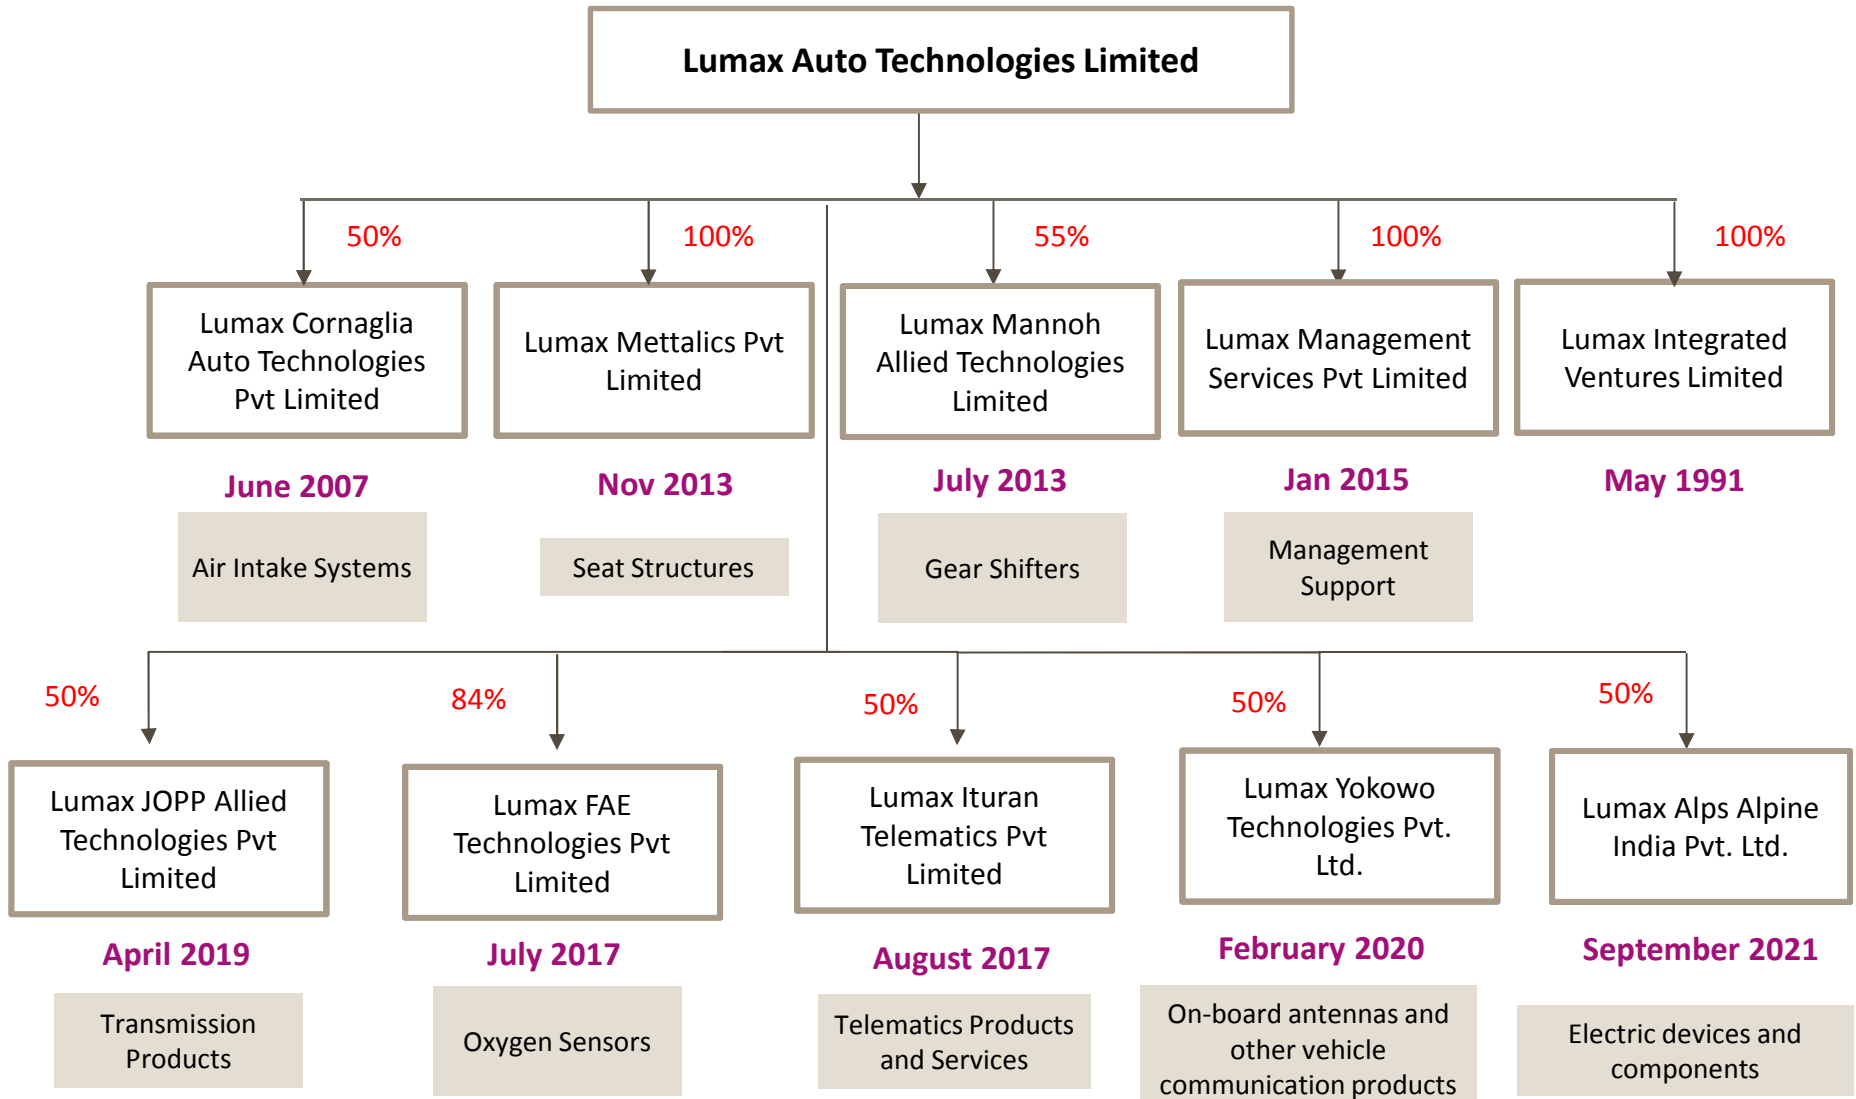 Lumax Auto Technologies Limited
50%
100%
55%
100%
100%
Lumax Cornaglia
Auto Technologies
Pvt Limited
Lumax Mettalics Pvt
Limited
Lumax Mannoh
Allied Technologies
Limited
Lumax Management
Services Pvt Limited
Lumax Integrated
Ventures Limited
June 2007
Nov 2013
July 2013
Jan 2015
May 1991
Air Intake Systems
Seat Structures
Gear Shifters
Management
Support
50%
84%
50%
50%
50%
Lumax JOPP Allied
Technologies Pvt
Limited
Lumax FAE
Technologies Pvt
Limited
Lumax Ituran
Telematics Pvt
Limited
Lumax Yokowo
Technologies Pvt.
Ltd.
Lumax Alps Alpine
India Pvt. Ltd.
April 2019
July 2017
August 2017
February 2020
September 2021
Transmission
Products
Oxygen Sensors
Telematics Products
and Services
On-board antennas and
other vehicle
communication products
Electric devices and
components